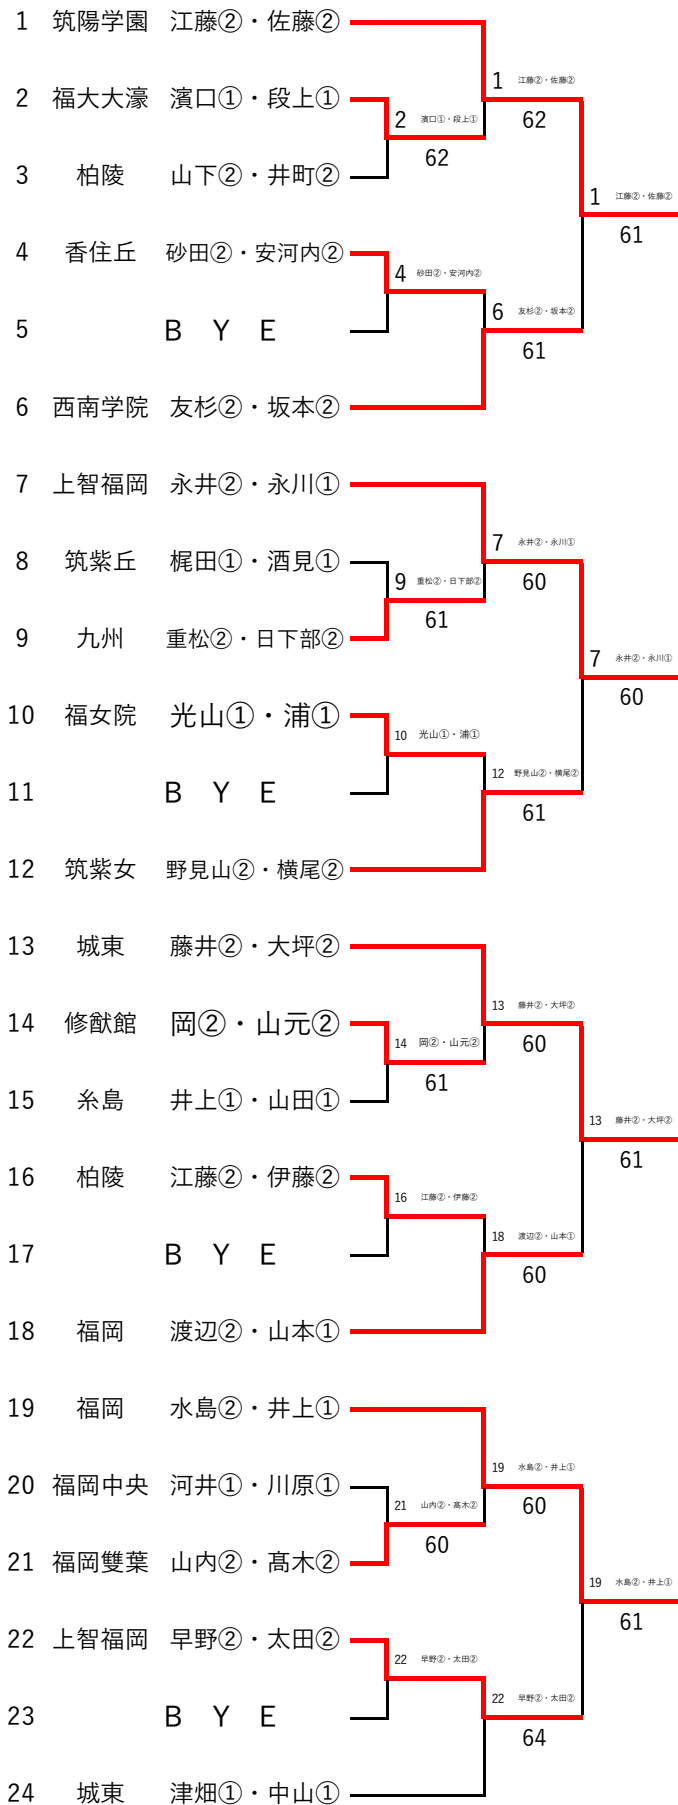 1 筑陽学園 江藤②・佐藤②
1 江藤②・佐藤②
62
2 福大大濠 濱口①・段上①
2 濱口①・段上①
62
3 柏陵 山下②・井町②
1 江藤②・佐藤②
61
4 香住丘 砂田②・安河内②
4 砂田②・安河内②
5 BYE
6 友杉②・坂本②
61
6 西南学院 友杉②・坂本②
7 上智福岡 永井②・永川①
7 永井②・永川①
60
8 筑紫丘 梶田①・酒見①
9 重松②・日下部②
61
9 九州 重松②・日下部②
7 永井②・永川①
60
10 福女院 光山①・浦①
10 光山①・浦①
11 BYE
12 野見山②・横尾②
61
12 筑紫女 野見山②・横尾②
13 城東 藤井②・大坪②
13 藤井②・大坪②
60
14 修猷館 岡②・山元②
14 岡②・山元②
61
15 糸島 井上①・山田①
13 藤井②・大坪②
61
16 柏陵 江藤②・伊藤②
16 江藤②・伊藤②
17 BYE
18 渡辺②・山本①
60
18 福岡 渡辺②・山本①
19 福岡 水島②・井上①
19 水島②・井上①
60
20 福岡中央 河井①・川原①
21 山内②・髙木②
60
21 福岡雙葉 山内②・髙木②
19 水島②・井上①
61
22 上智福岡 早野②・太田②
22 早野②・太田②
23 BYE
22 早野②・太田②
64
24 城東 津畑①・中山①